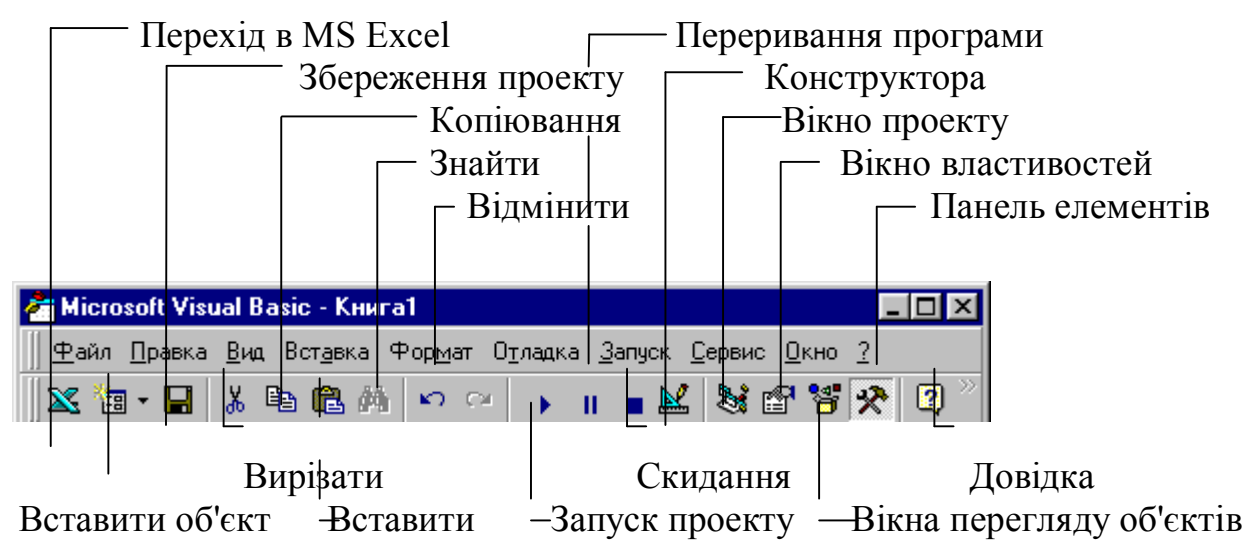 Перехід в MS Excel Переривання програми
Збереження проекту Конструктора
Копіювання Вікно проекту
Знайти Вікно властивостей
Відмінити Панель елементів
Microsoft Visual Basic - Книга1
Файл Правка Вид Вставка Формат Отладка Запуск Сервис Окно ?
Вирізати Скидання Довідка
Вставити об'єкт Вставити Запуск проекту Вікна перегляду об'єктів